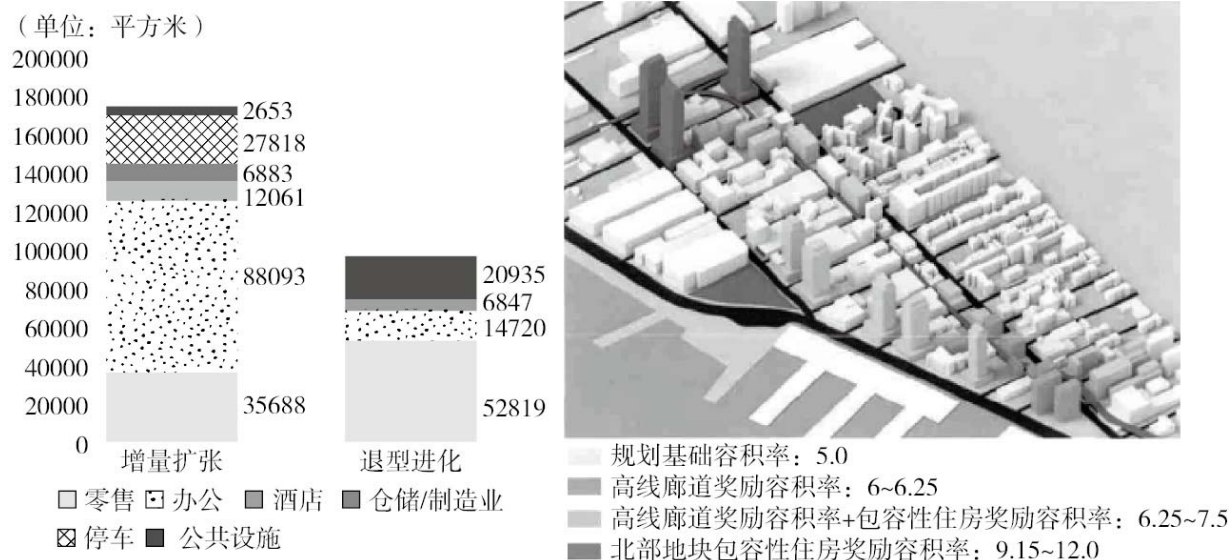 （单位：平方米）
200000
180000
160000
140000
120000
100000
80000
60000
40000
20000
0
2653
27818
6883
12061
88093
35688
20935
6847
14720
52819
增量扩张 退型进化
零售 办公 酒店 仓储/制造业
停车 公共设施
规划基础容积率：5.0
高线廊道奖励容积率：6~6.25
高线廊道奖励容积率+包容性住房奖励容积率：6.25~7.5
北部地块包容性住房奖励容积率：9.15~12.0